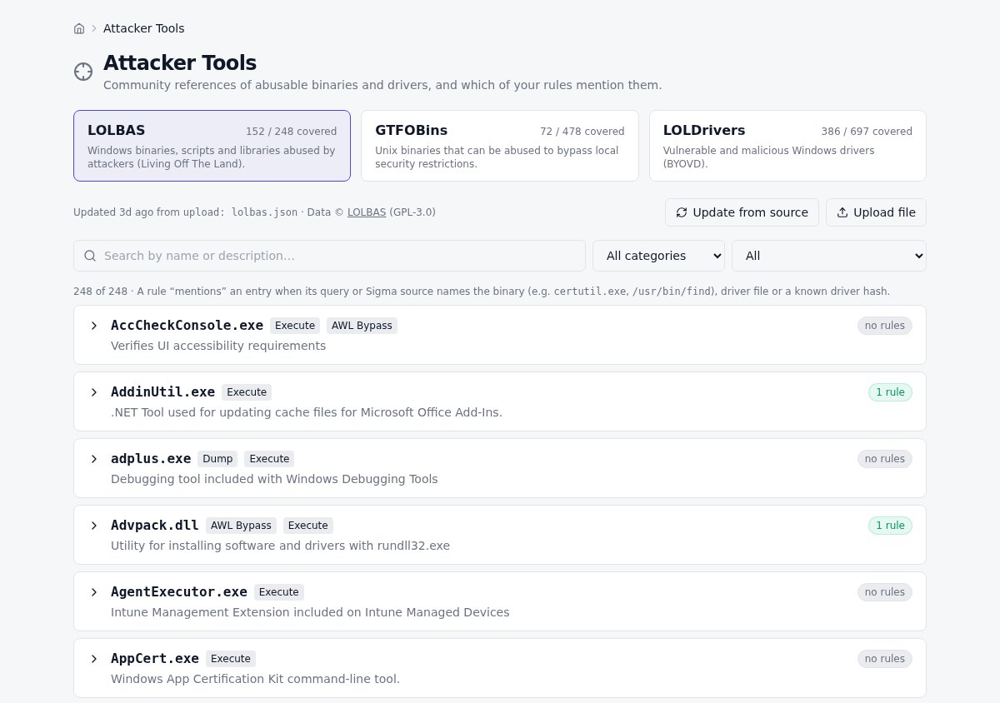 Attacker Tools
Attacker Tools
Community references of abusable binaries and drivers, and which of your rules mention them.
LOLBAS 152 / 248 covered
Windows binaries, scripts and libraries abused by
attackers (Living Off The Land).
GTFOBins 72 / 478 covered
Unix binaries that can be abused to bypass local
security restrictions.
LOLDrivers 386 / 697 covered
Vulnerable and malicious Windows drivers
(BYOVD).
Updated 3d ago from upload: lolbas.json · Data © LOLBAS (GPL-3.0)
Update from source
Upload file
Search by name or description…
All categories
All
248 of 248 · A rule “mentions” an entry when its query or Sigma source names the binary (e.g. certutil.exe, /usr/bin/find), driver file or a known driver hash.
AccCheckConsole.exe Execute AWL Bypass no rules
Verifies UI accessibility requirements
AddinUtil.exe Execute 1 rule
.NET Tool used for updating cache files for Microsoft Office Add-Ins.
adplus.exe Dump Execute no rules
Debugging tool included with Windows Debugging Tools
Advpack.dll AWL Bypass Execute 1 rule
Utility for installing software and drivers with rundll32.exe
AgentExecutor.exe Execute no rules
Intune Management Extension included on Intune Managed Devices
AppCert.exe Execute no rules
Windows App Certification Kit command-line tool.